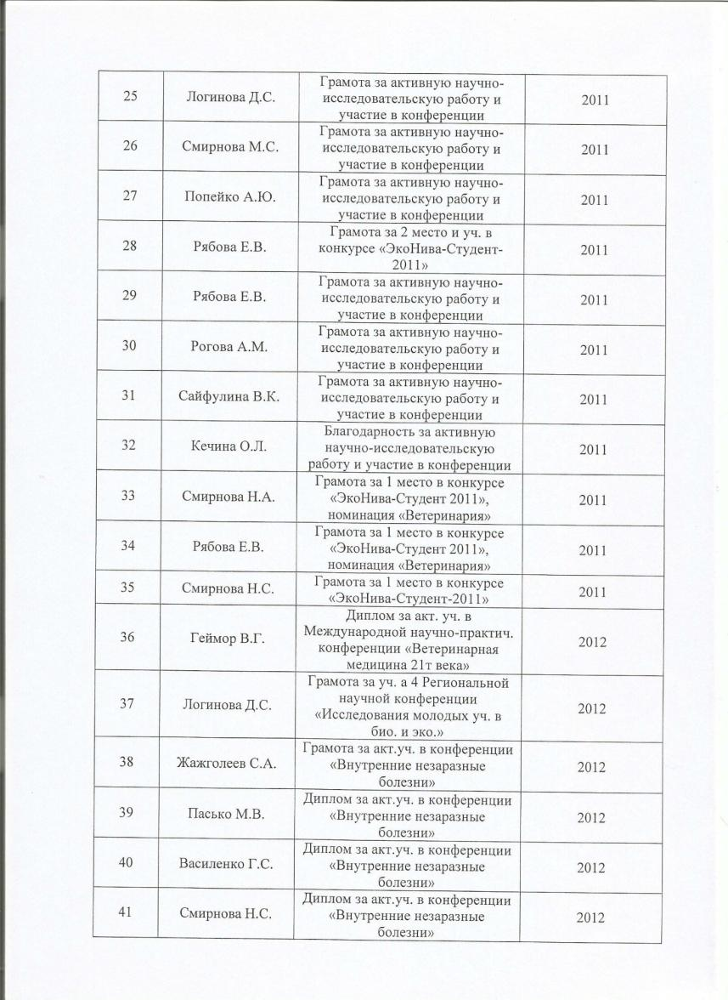 25 Логинова Д.С. Грамота за активную научно-
исследовательскую работу и
участие в конференции 2011
26 Смирнова М.С. Грамота за активную научно-
исследовательскую работу и
участие в конференции 2011
27 Попейко А.Ю. Грамота за активную научно-
исследовательскую работу и
участие в конференции 2011
28 Рябова Е.В. Грамота за 2 место и уч. в
конкурсе «ЭкоНива-Студент-
2011» 2011
29 Рябова Е.В. Грамота за активную научно-
исследовательскую работу и
участие в конференции 2011
30 Рогова А.М. Грамота за активную научно-
исследовательскую работу и
участие в конференции 2011
31 Сайфулина В.К. Грамота за активную научно-
исследовательскую работу и
участие в конференции 2011
32 Кечина О.Л. Благодарность за активную
научно-исследовательскую
работу и участие в конференции 2011
33 Смирнова Н.А. Грамота за 1 место в конкурсе
«ЭкоНива-Студент 2011»,
номинация «Ветеринария» 2011
34 Рябова Е.В. Грамота за 1 место в конкурсе
«ЭкоНива-Студент 2011»,
номинация «Ветеринария» 2011
35 Смирнова Н.С. Грамота за 1 место в конкурсе
«ЭкоНива-Студент-2011» 2011
36 Геймор В.Г. Диплом за акт. уч. в
Международной научно-практич.
конференции «Ветеринарная
медицина 21т века» 2012
37 Логинова Д.С. Грамота за уч. а 4 Региональной
научной конференции
«Исследования молодых уч. в
био. и эко.» 2012
38 Жажголеев С.А. Грамота за акт.уч. в конференции
«Внутренние незаразные
болезни» 2012
39 Пасько М.В. Диплом за акт.уч. в конференции
«Внутренние незаразные
болезни» 2012
40 Василенко Г.С. Диплом за акт.уч. в конференции
«Внутренние незаразные
болезни» 2012
41 Смирнова Н.С. Диплом за акт.уч. в конференции
«Внутренние незаразные
болезни» 2012